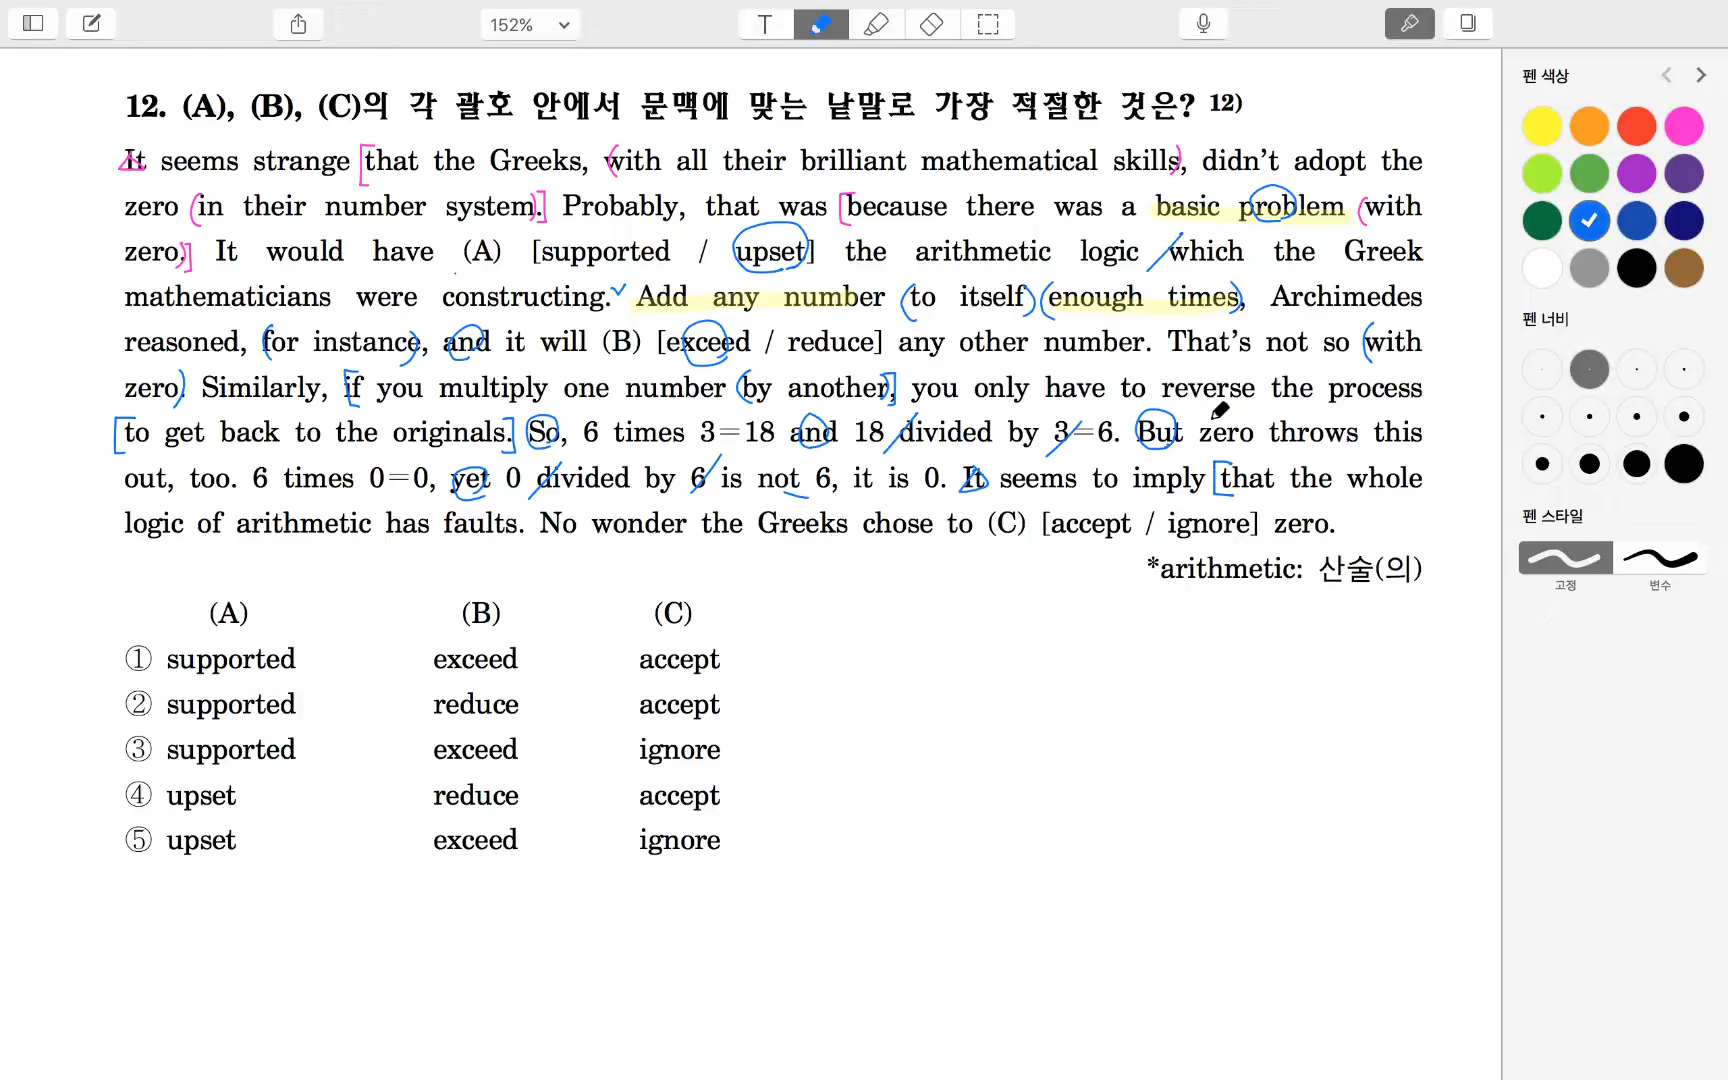 152%
T
펜 색상
12. (A), (B), (C)의 각 괄호 안에서 문맥에 맞는 낱말로 가장 적절한 것은? 12)
It seems strange [that the Greeks, (with all their brilliant mathematical skills), didn't adopt the
zero (in their number system).] Probably, that was [because there was a basic problem (with
zero).] It would have (A) [supported / upset] the arithmetic logic / which the Greek
mathematicians were constructing. Add any number (to itself) (enough times), Archimedes
reasoned, (for instance), and it will (B) [exceed / reduce] any other number. That's not so (with
zero). Similarly, [if you multiply one number (by another),] you only have to reverse the process
[to get back to the originals.] So, 6 times 3=18 and 18 divided by 3=6. But zero throws this
out, too. 6 times 0=0, yet 0 divided by 6 is not 6, it is 0. It seems to imply [that the whole
logic of arithmetic has faults. No wonder the Greeks chose to (C) [accept / ignore] zero.
*arithmetic: 산술(의)
(A) (B) (C)
① supported exceed accept
② supported reduce accept
③ supported exceed ignore
④ upset reduce accept
⑤ upset exceed ignore
펜 너비
펜 스타일
고정 변수